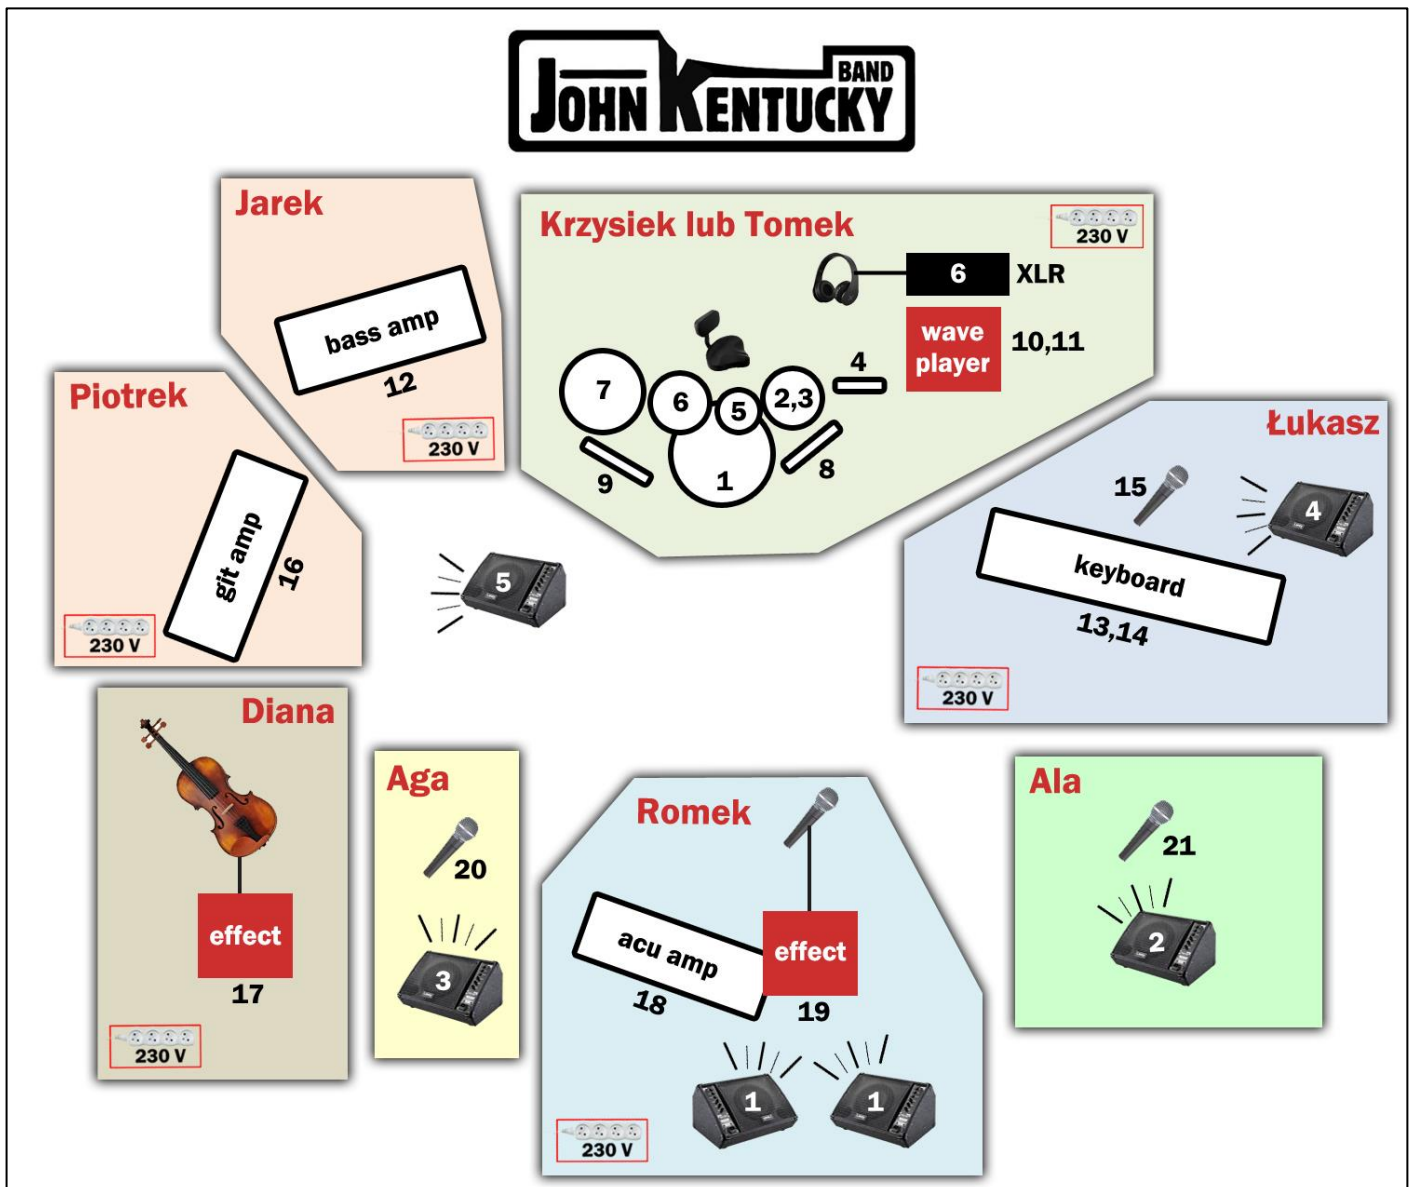 JOHN KENTUCKY BAND
Jarek
bass amp
12
230 V
Krzysiek lub Tomek
230 V
6 XLR
wave
player
10,11
4
7
6
5
2,3
1
9
8
Piotrek
git amp
16
230 V
5
Łukasz
15
4
keyboard
13,14
230 V
Diana
effect
17
230 V
Aga
20
3
Romek
acu amp
18
effect
19
1
1
230 V
Ala
21
2